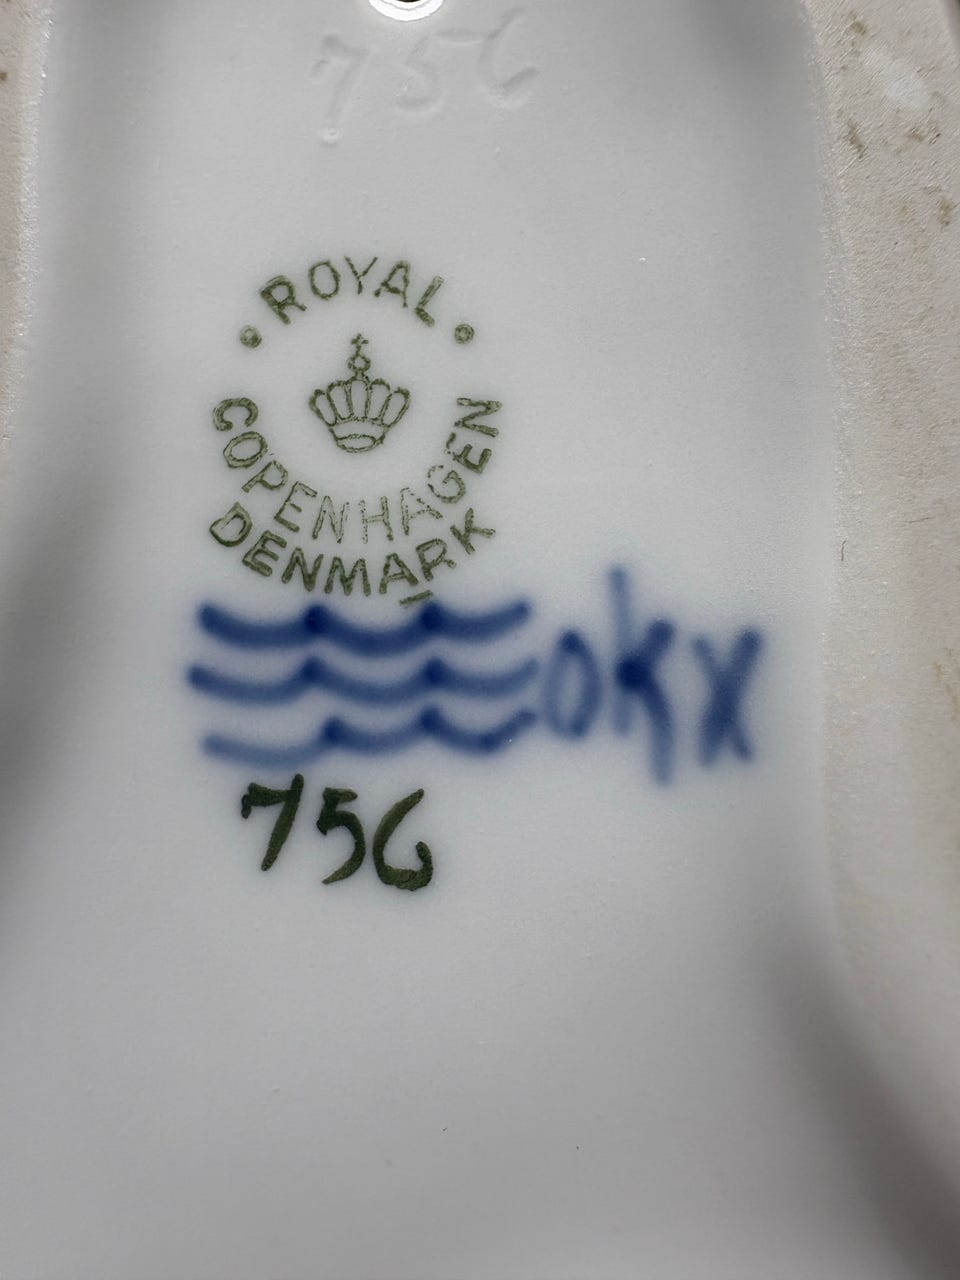 756
ROYAL
COPENHAGEN
DENMARK
okx
756